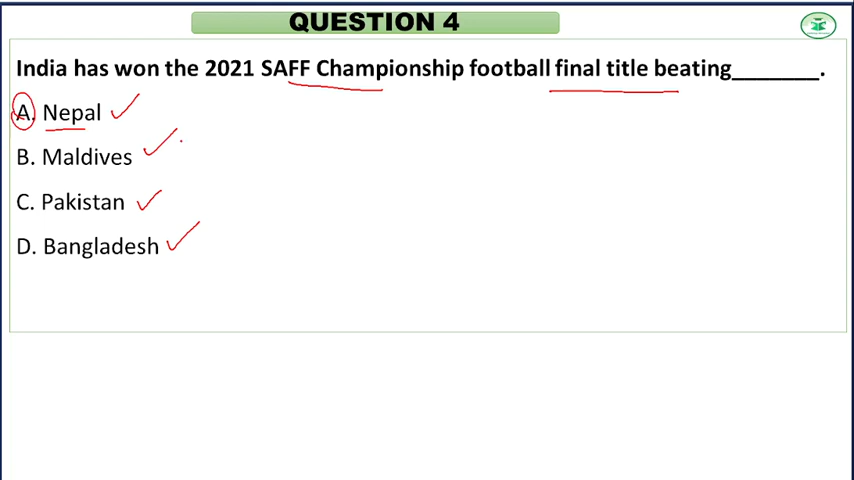 QUESTION 4
India has won the 2021 SAFF Championship football final title beating________.
A. Nepal
B. Maldives
C. Pakistan
D. Bangladesh